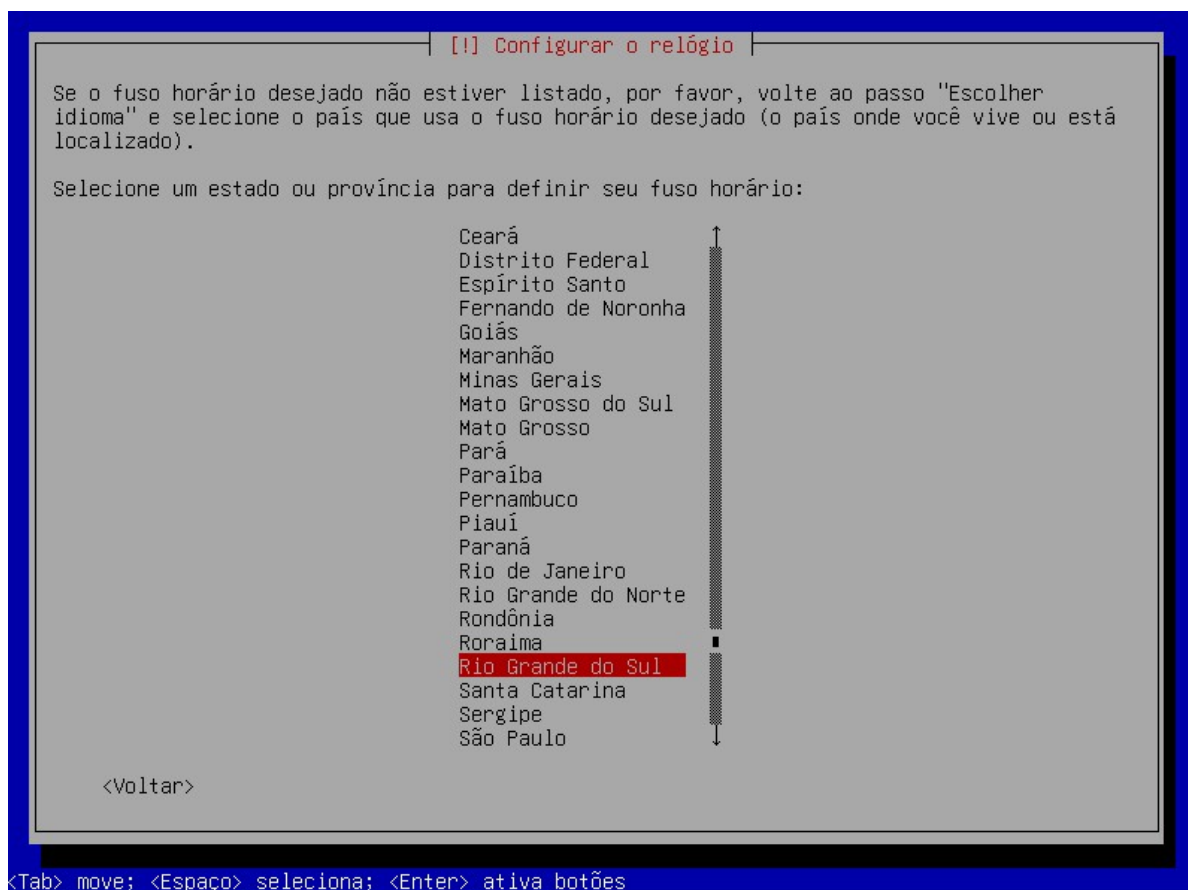 [!] Configurar o relógio
Se o fuso horário desejado não estiver listado, por favor, volte ao passo "Escolher
idioma" e selecione o país que usa o fuso horário desejado (o país onde você vive ou está
localizado).
Selecione um estado ou província para definir seu fuso horário:
Ceará
Distrito Federal
Espírito Santo
Fernando de Noronha
Goiás
Maranhão
Minas Gerais
Mato Grosso do Sul
Mato Grosso
Pará
Paraíba
Pernambuco
Piauí
Paraná
Rio de Janeiro
Rio Grande do Norte
Rondônia
Roraima
Rio Grande do Sul
Santa Catarina
Sergipe
São Paulo
<Voltar>
<Tab> move; <Espaço> seleciona; <Enter> ativa botões